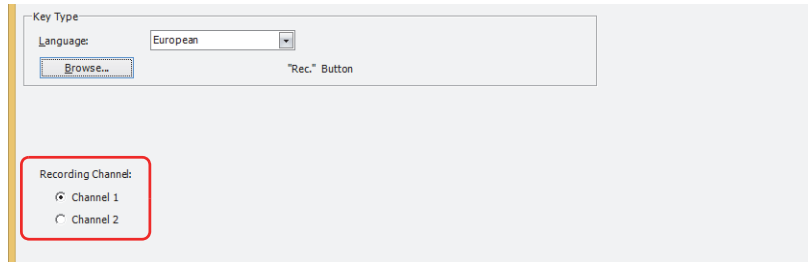 Key Type
Language: European
Browse... "Rec." Button
Recording Channel:
Channel 1
Channel 2